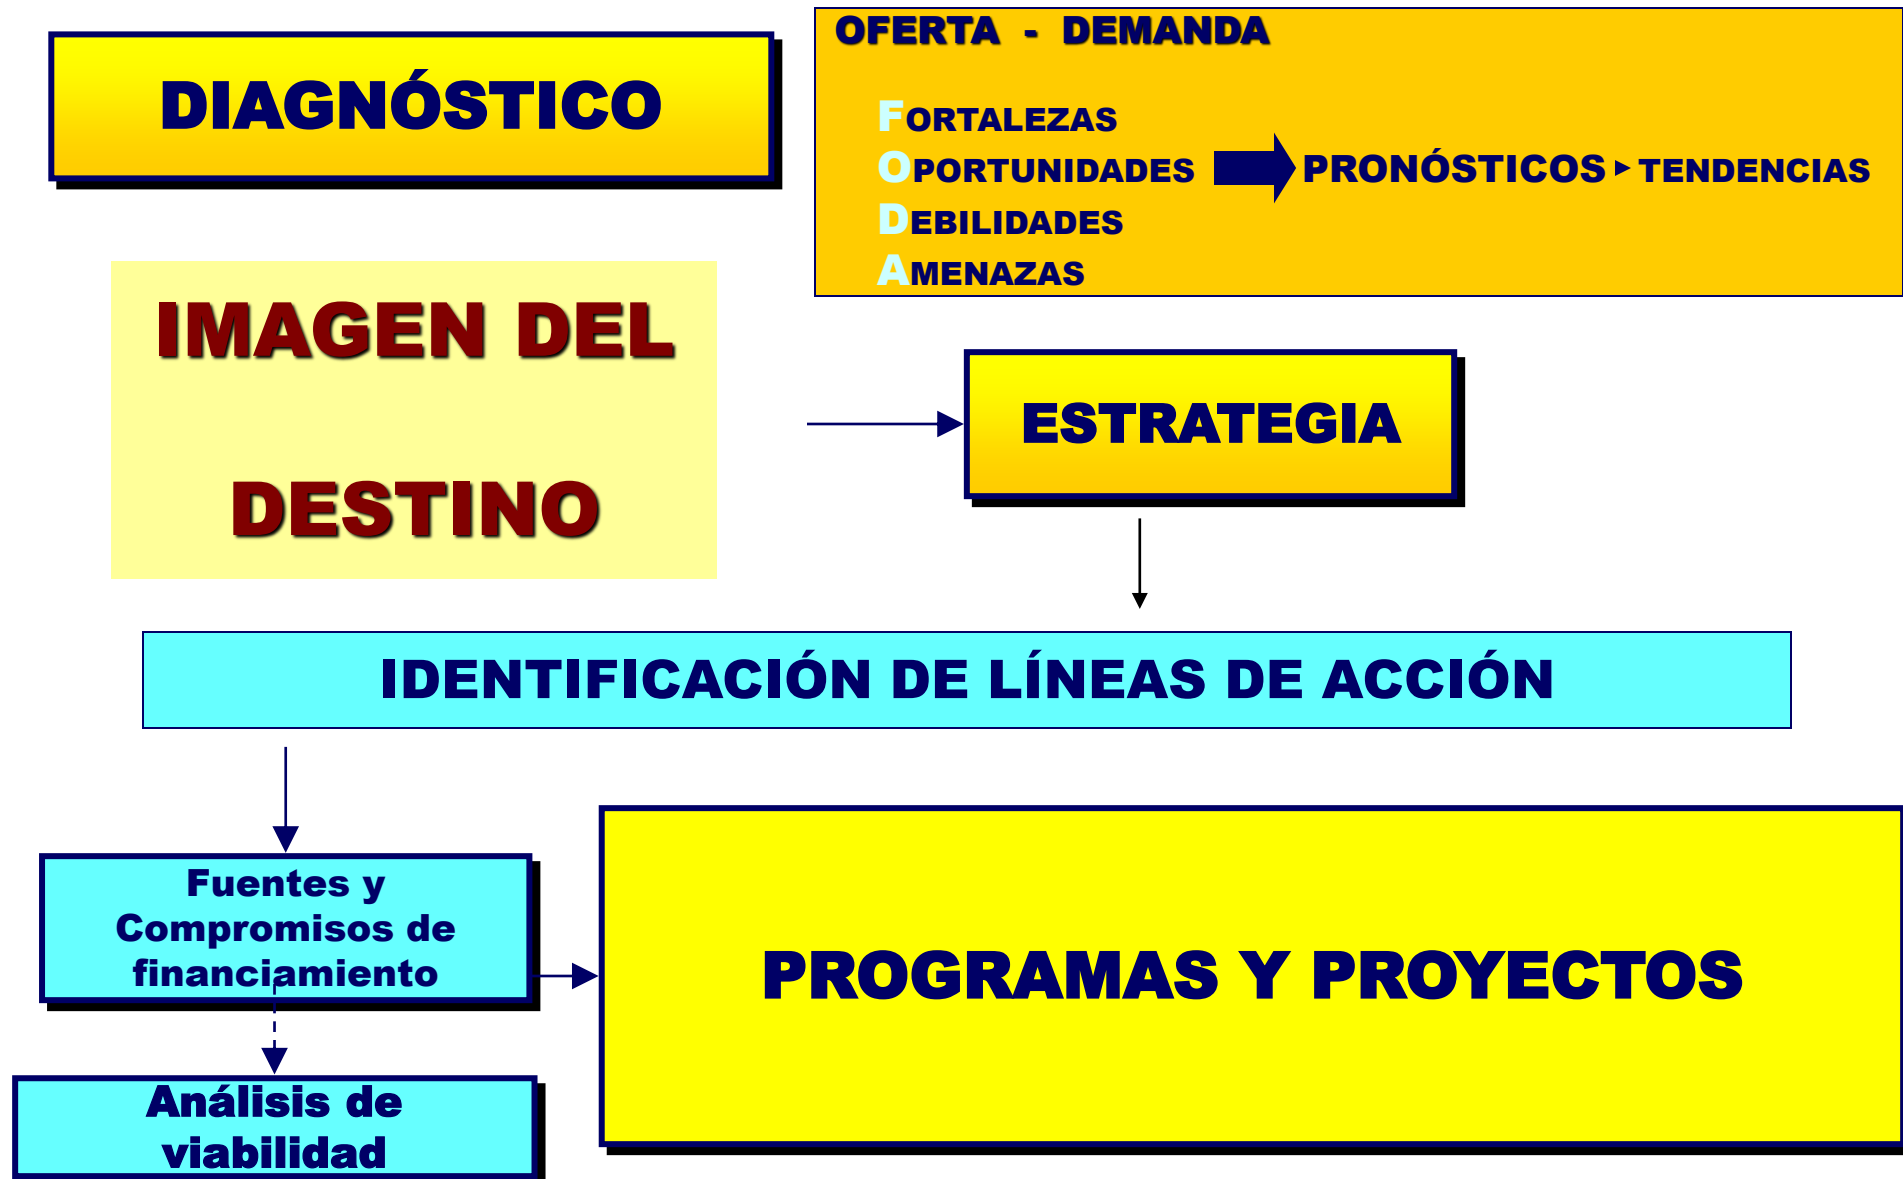 DIAGNÓSTICO
OFERTA - DEMANDA
FORTALEZAS
OPORTUNIDADES PRONÓSTICOS TENDENCIAS
DEBILIDADES
AMENAZAS
IMAGEN DEL
DESTINO
ESTRATEGIA
IDENTIFICACIÓN DE LÍNEAS DE ACCIÓN
Fuentes y
Compromisos de
financiamiento
PROGRAMAS Y PROYECTOS
Análisis de
viabilidad